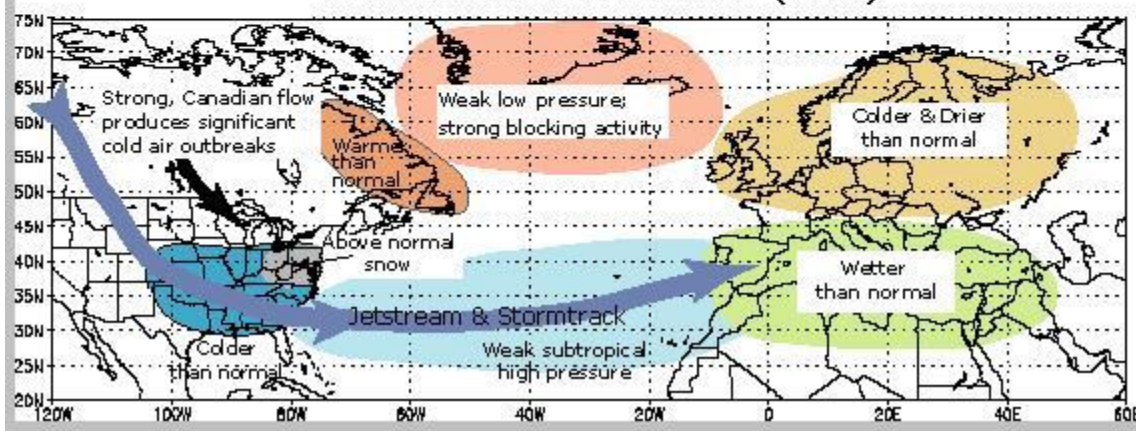 75N
70N
65N
60N
55N
50N
45N
40N
35N
30N
25N
20N
120W 100W 80W 60W 40W 20W 0 20E 40E 60E
Strong, Canadian flow
produces significant
cold air outbreaks
Warmer
than
normal
Weak low pressure;
strong blocking activity
Colder & Drier
than normal
Above normal
snow
Wetter
than normal
Jetstream & Stormtrack
Colder
than normal
Weak subtropical
high pressure